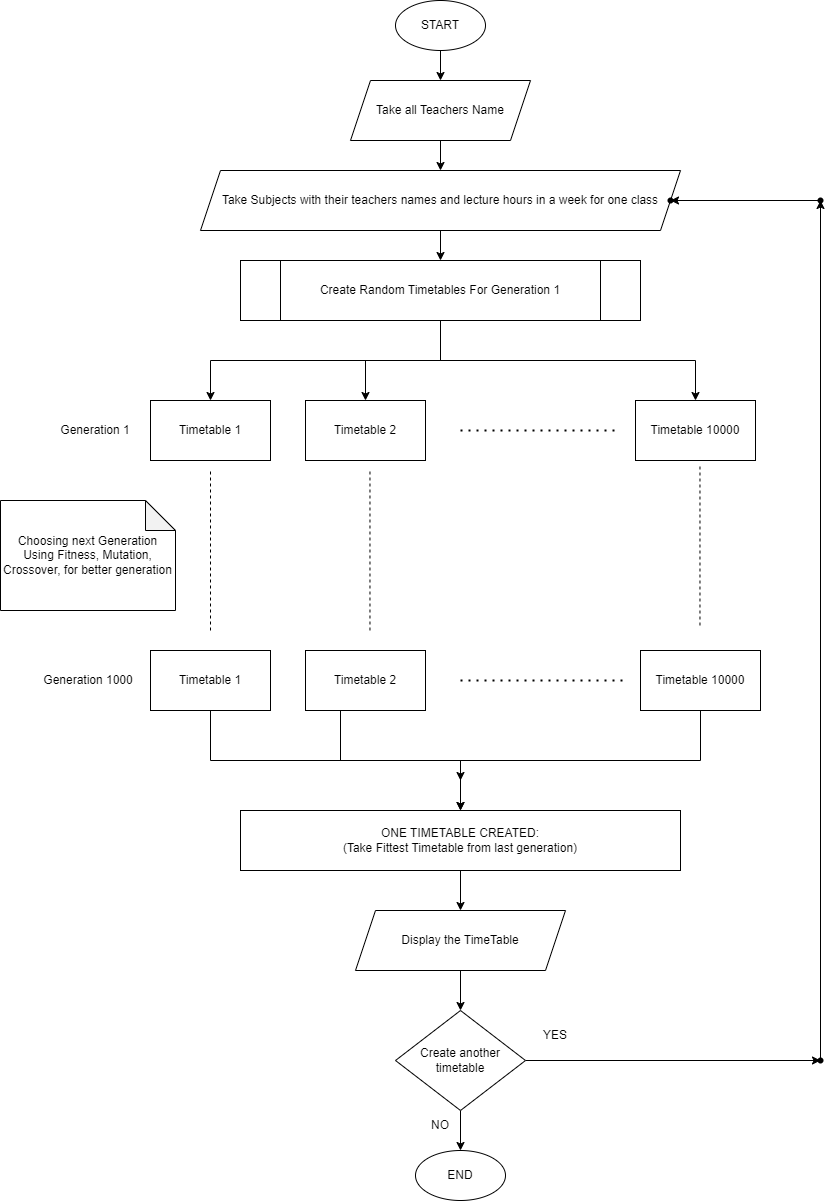 START
Take all Teachers Name
Take Subjects with their teachers names and lecture hours in a week for one class
Create Random Timetables For Generation 1
Generation 1
Timetable 1
Timetable 2
Timetable 10000
Choosing next Generation
Using Fitness, Mutation,
Crossover, for better generation
Generation 1000
Timetable 1
Timetable 2
Timetable 10000
ONE TIMETABLE CREATED:
(Take Fittest Timetable from last generation)
Display the TimeTable
Create another
timetable
YES
NO
END